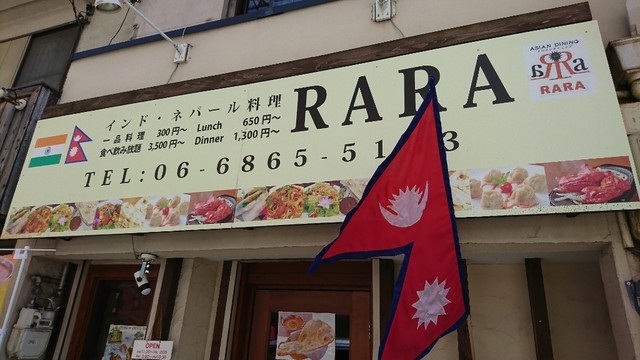 インド・ネパール料理
一品料理 300円～ Lunch 650円～
食べ飲み放題 3,500円～ Dinner 1,300円～
RARA
TEL:06-6865-51 3
ASIAN DINING
RARA
OPEN